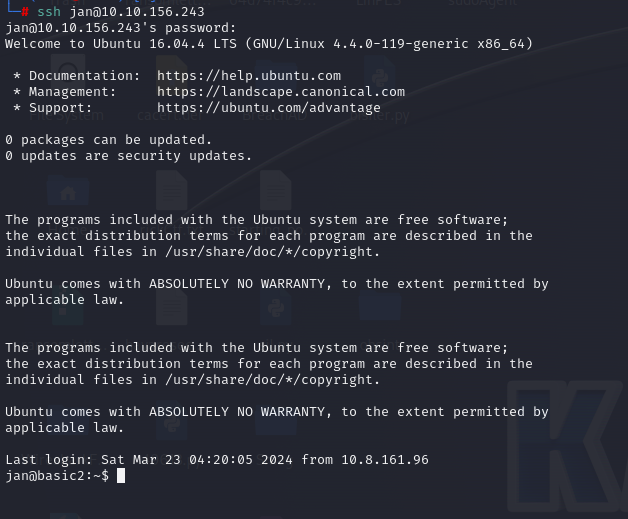 └─# ssh jan@10.10.156.243
jan@10.10.156.243's password:
Welcome to Ubuntu 16.04.4 LTS (GNU/Linux 4.4.0-119-generic x86_64)
* Documentation:  https://help.ubuntu.com
* Management:     https://landscape.canonical.com
* Support:        https://ubuntu.com/advantage
0 packages can be updated.
0 updates are security updates.
The programs included with the Ubuntu system are free software;
the exact distribution terms for each program are described in the
individual files in /usr/share/doc/*/copyright.
Ubuntu comes with ABSOLUTELY NO WARRANTY, to the extent permitted by
applicable law.
The programs included with the Ubuntu system are free software;
the exact distribution terms for each program are described in the
individual files in /usr/share/doc/*/copyright.
Ubuntu comes with ABSOLUTELY NO WARRANTY, to the extent permitted by
applicable law.
Last login: Sat Mar 23 04:20:05 2024 from 10.8.161.96
jan@basic2:~$